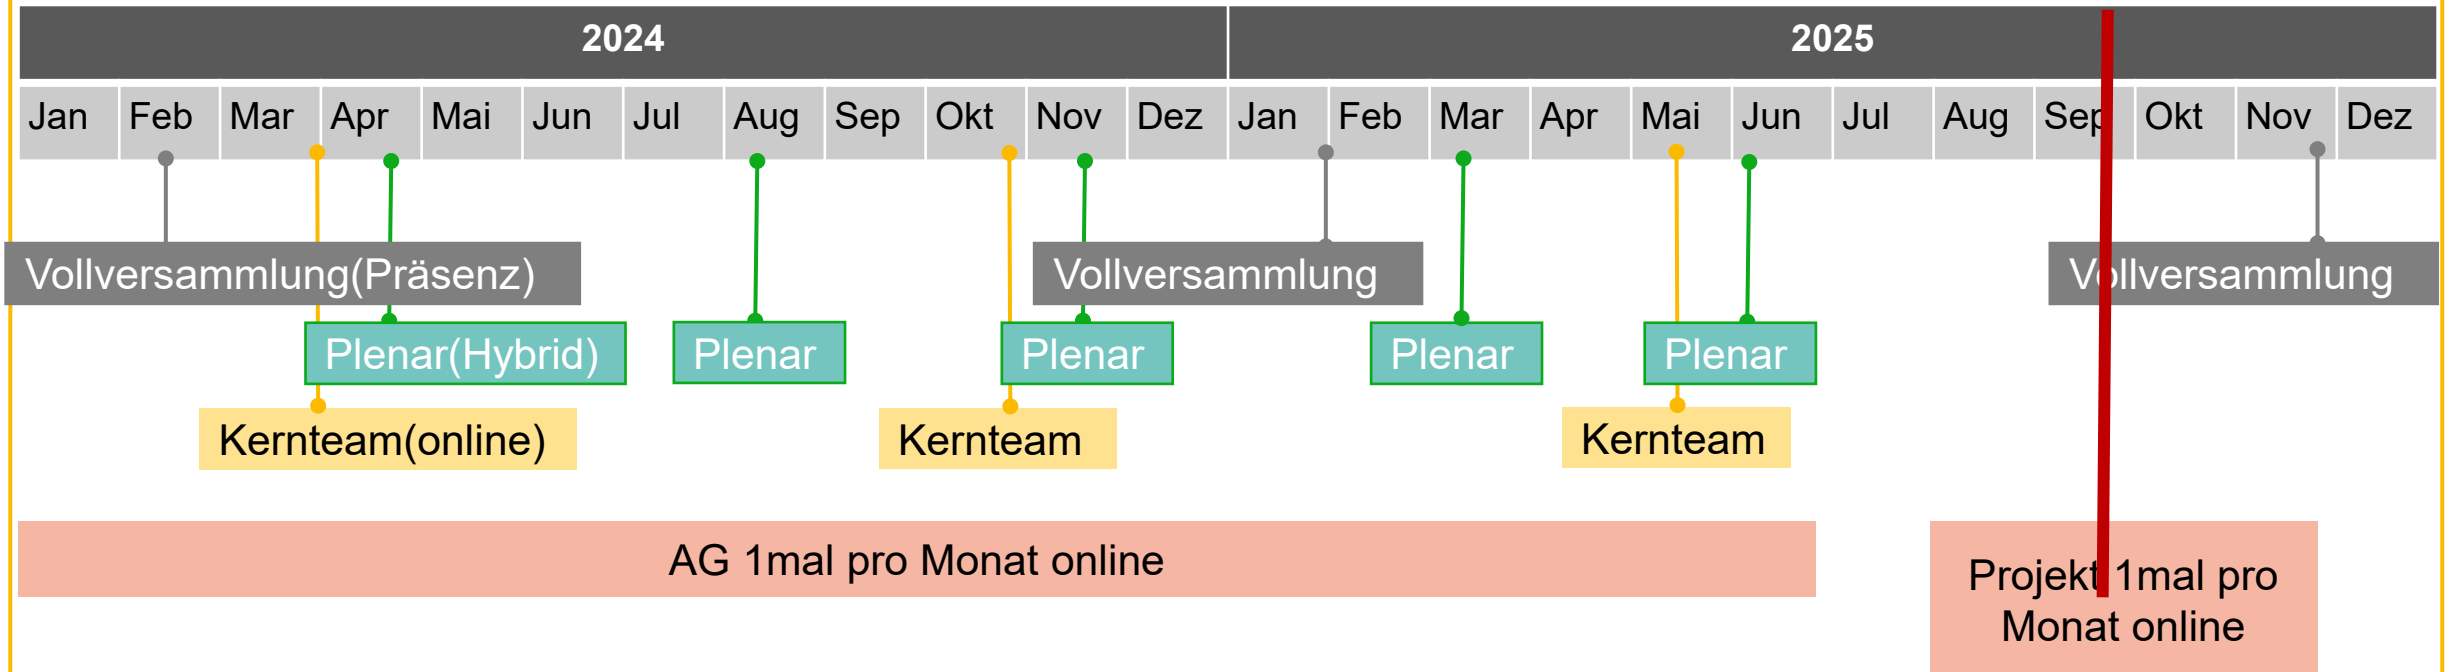 2024 2025
Jan Feb Mar Apr Mai Jun Jul Aug Sep Okt Nov Dez Jan Feb Mar Apr Mai Jun Jul Aug Sep Okt Nov Dez
Vollversammlung(Präsenz) Vollversammlung Vollversammlung
Plenar(Hybrid) Plenar Plenar Plenar Plenar
Kernteam(online) Kernteam Kernteam
AG 1mal pro Monat online
Projekt 1mal pro
Monat online